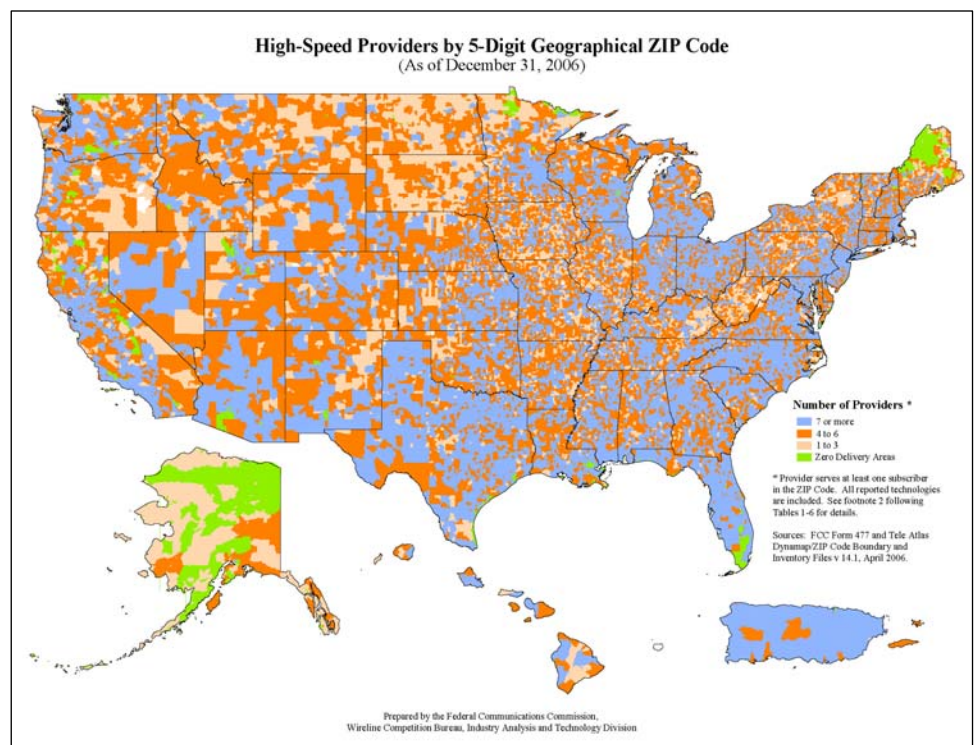 High-Speed Providers by 5-Digit Geographical ZIP Code
(As of December 31, 2006)
Number of Providers *
7 or more
4 to 6
1 to 3
Zero Delivery Areas
* Provider serves at least one subscriber
in the ZIP Code. All reported technologies
are included. See footnote 2 following
Tables 1-6 for details.
Sources: FCC Form 477 and Tele Atlas
Dynamap/ZIP Code Boundary and
Inventory Files v 14.1, April 2006.
Prepared by the Federal Communications Commission,
Wireline Competition Bureau, Industry Analysis and Technology Division